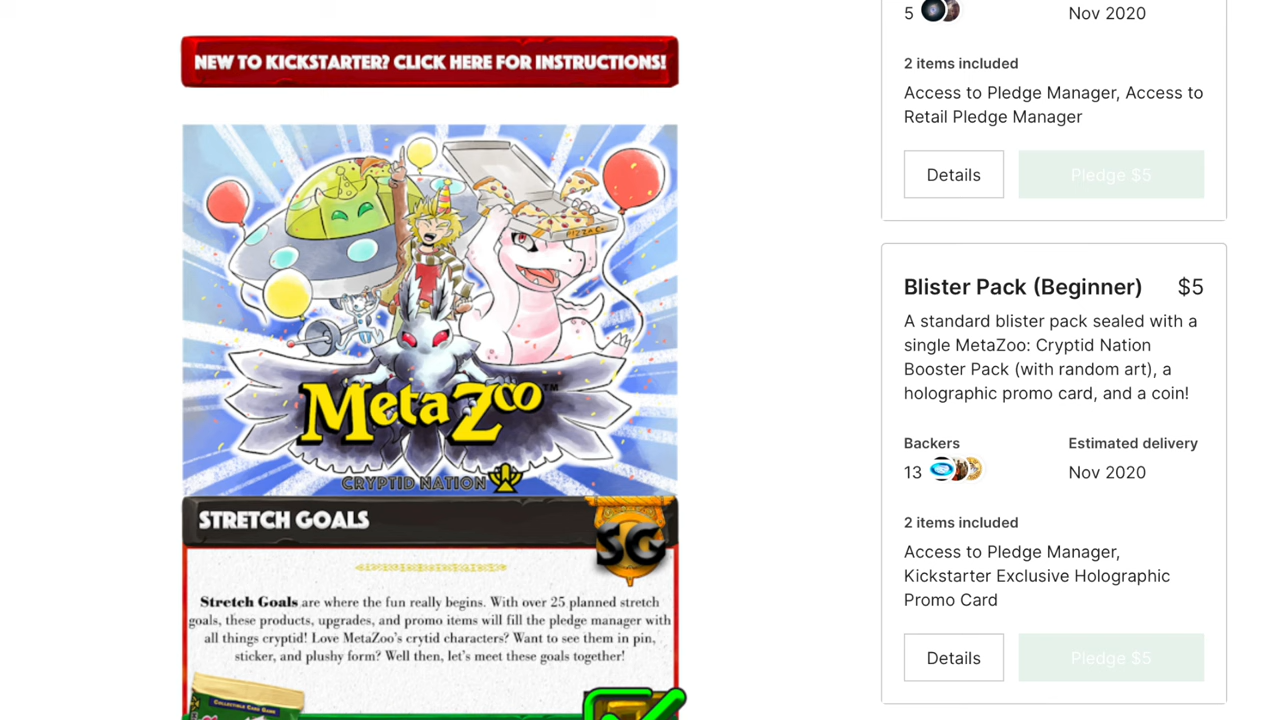 NEW TO KICKSTARTER? CLICK HERE FOR INSTRUCTIONS!
PIZZA CO
MetaZoo™
CRYPTID NATION
STRETCH GOALS
SG
Stretch Goals are where the fun really begins. With over 25 planned stretch
goals, these products, upgrades, and promo items will fill the pledge manager with
all things cryptid! Love MetaZoo's crytid characters? Want to see them in pin,
sticker, and plushy form? Well then, let's meet these goals together!
COLLECTIBLE CARD GAME
5
Nov 2020
2 items included
Access to Pledge Manager, Access to
Retail Pledge Manager
Details
Pledge $5
Blister Pack (Beginner) $5
A standard blister pack sealed with a
single MetaZoo: Cryptid Nation
Booster Pack (with random art), a
holographic promo card, and a coin!
Backers
Estimated delivery
13
Nov 2020
2 items included
Access to Pledge Manager,
Kickstarter Exclusive Holographic
Promo Card
Details
Pledge $5